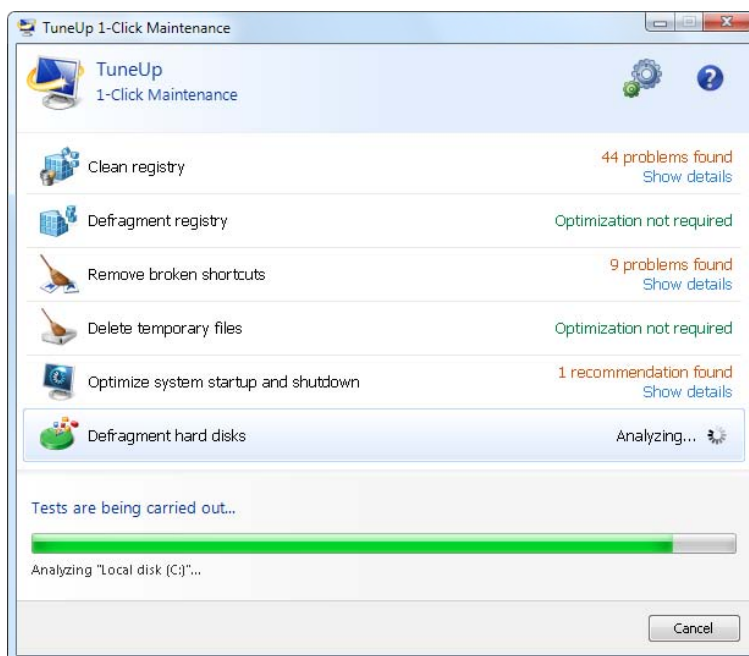 TuneUp 1-Click Maintenance
TuneUp
1-Click Maintenance
Clean registry
44 problems found
Show details
Defragment registry
Optimization not required
Remove broken shortcuts
9 problems found
Show details
Delete temporary files
Optimization not required
Optimize system startup and shutdown
1 recommendation found
Show details
Defragment hard disks
Analyzing...
Tests are being carried out...
Analyzing "Local disk (C:)"...
Cancel